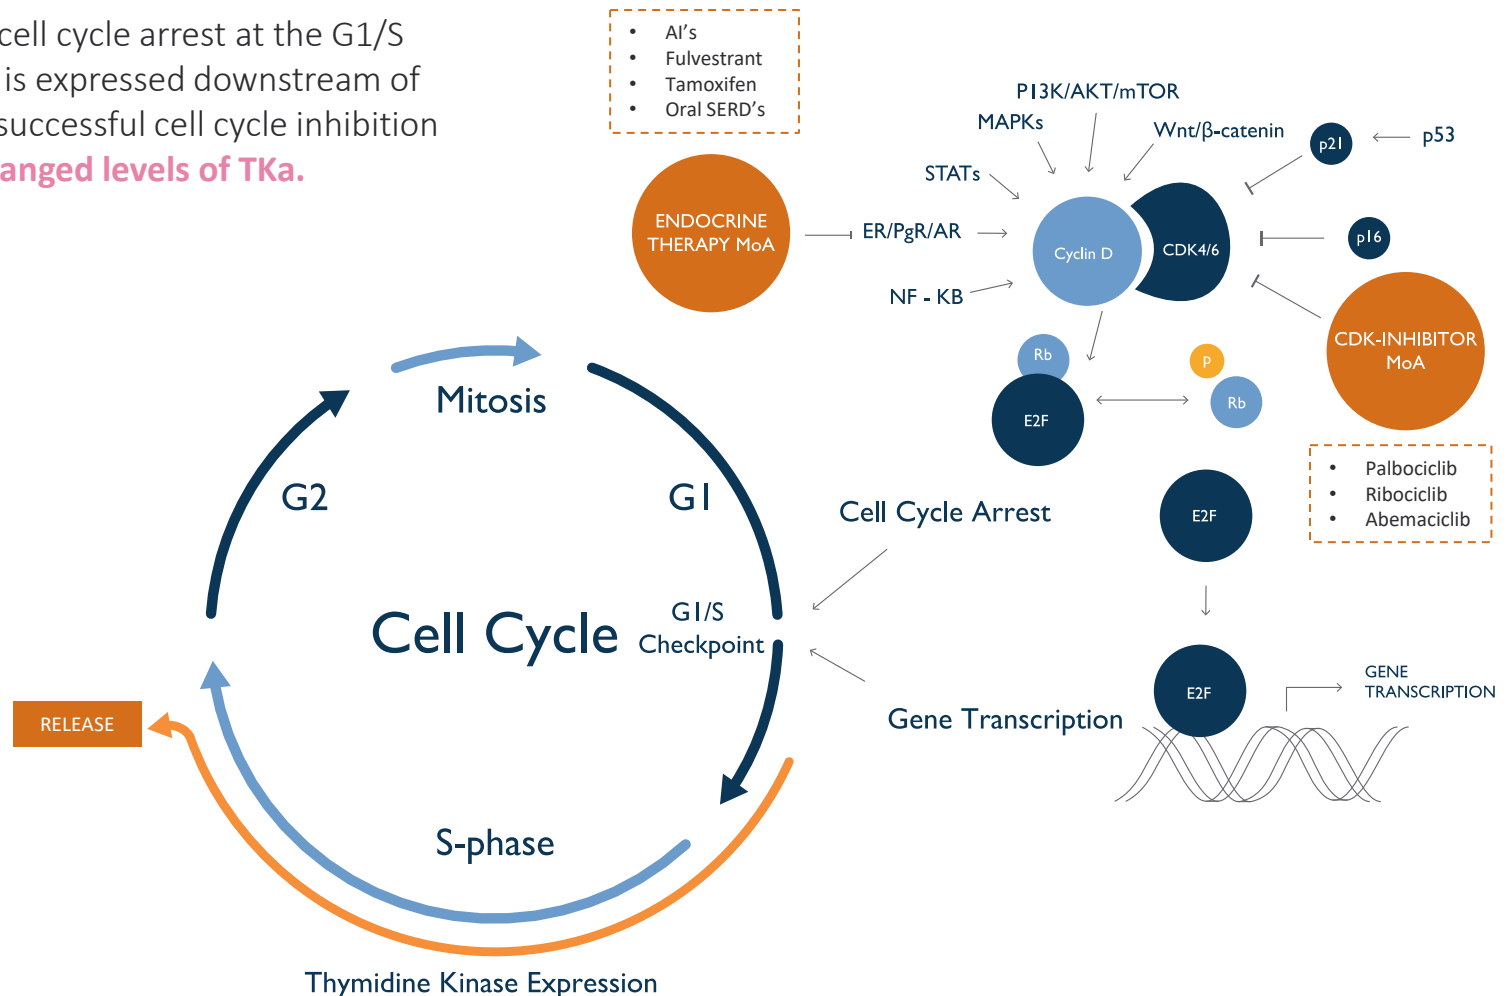 cell cycle arrest at the G1/S
is expressed downstream of
successful cell cycle inhibition
anged levels of TKa.
• AI's
• Fulvestrant
• Tamoxifen
• Oral SERD's
P13K/AKT/mTOR
MAPKs
Wnt/β-catenin
p21
p53
STATs
ENDOCRINE
THERAPY MoA
ER/PgR/AR
Cyclin D
CDK4/6
p16
NF - KB
CDK-INHIBITOR
MoA
Rb
P
Rb
E2F
• Palbociclib
• Ribociclib
• Abemaciclib
Mitosis
G2
G1
Cell Cycle Arrest
E2F
Cell Cycle
G1/S
Checkpoint
E2F
GENE
TRANSCRIPTION
RELEASE
Gene Transcription
S-phase
Thymidine Kinase Expression